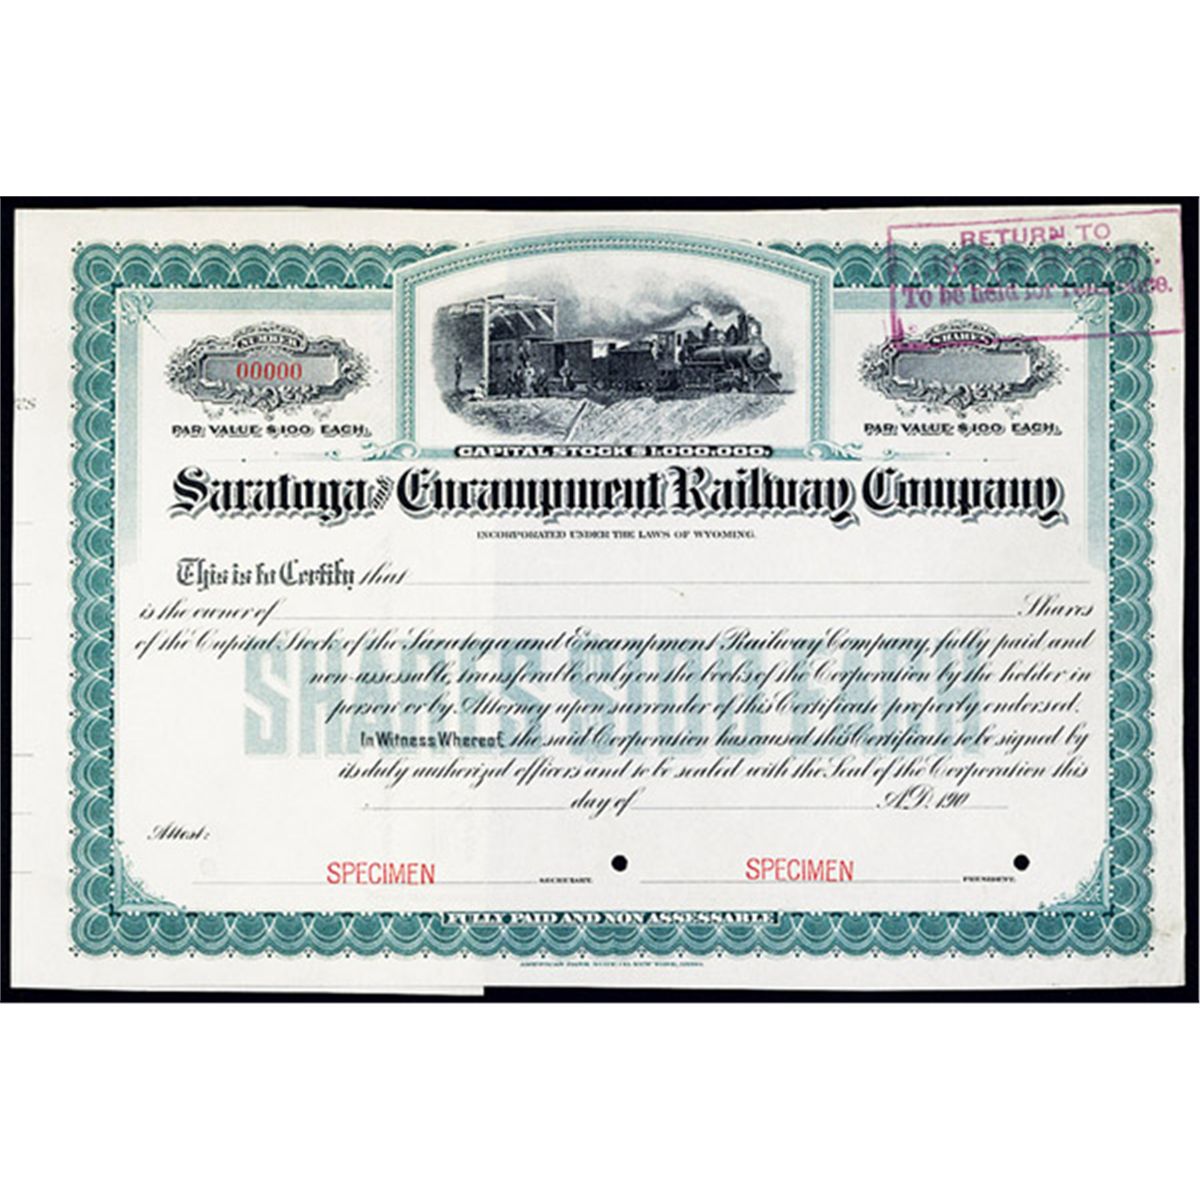 RETURN TO
To be held for reference.
NUMBER
00000
PAR VALUE $100 EACH.
SHARES
PAR VALUE $100 EACH.
CAPITAL STOCK $1,000,000.
Saratoga and Encampment Railway Company
INCORPORATED UNDER THE LAWS OF WYOMING.
This is to Certify that
is the owner of Shares
of the Capital Stock of the Saratoga and Encampment Railway Company, fully paid and
non-assessable, transferable only on the books of the Corporation by the holder in
person or by Attorney upon surrender of this Certificate properly endorsed.
In Witness Whereof, the said Corporation has caused this Certificate to be signed by
its duly authorized officers and to be sealed with the Seal of the Corporation this
day of A.D. 190
SHARES $100 EACH
Attest:
SPECIMEN SECRETARY. SPECIMEN PRESIDENT.
FULLY PAID AND NON ASSESSABLE
AMERICAN BANK NOTE CO. NEW YORK.